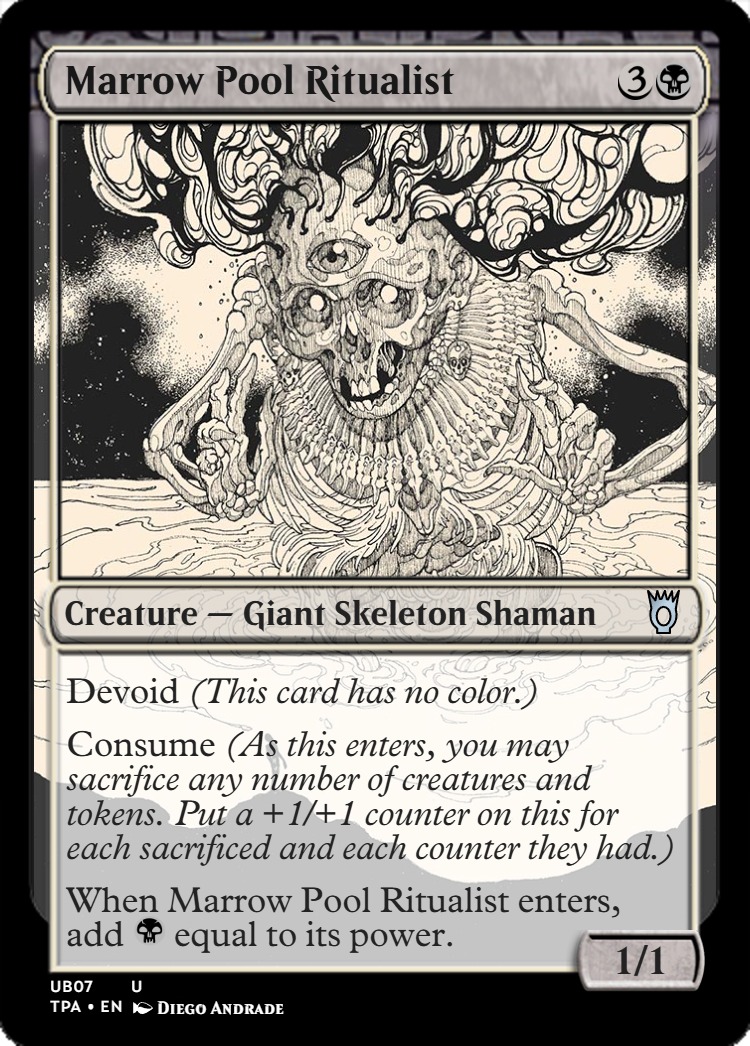 Marrow Pool Ritualist 3
Creature — Giant Skeleton Shaman
Devoid (This card has no color.)
Consume (As this enters, you may
sacrifice any number of creatures and
tokens. Put a +1/+1 counter on this for
each sacrificed and each counter they had.)
When Marrow Pool Ritualist enters,
add equal to its power.
1/1
UB07 U
TPA • EN DIEGO ANDRADE